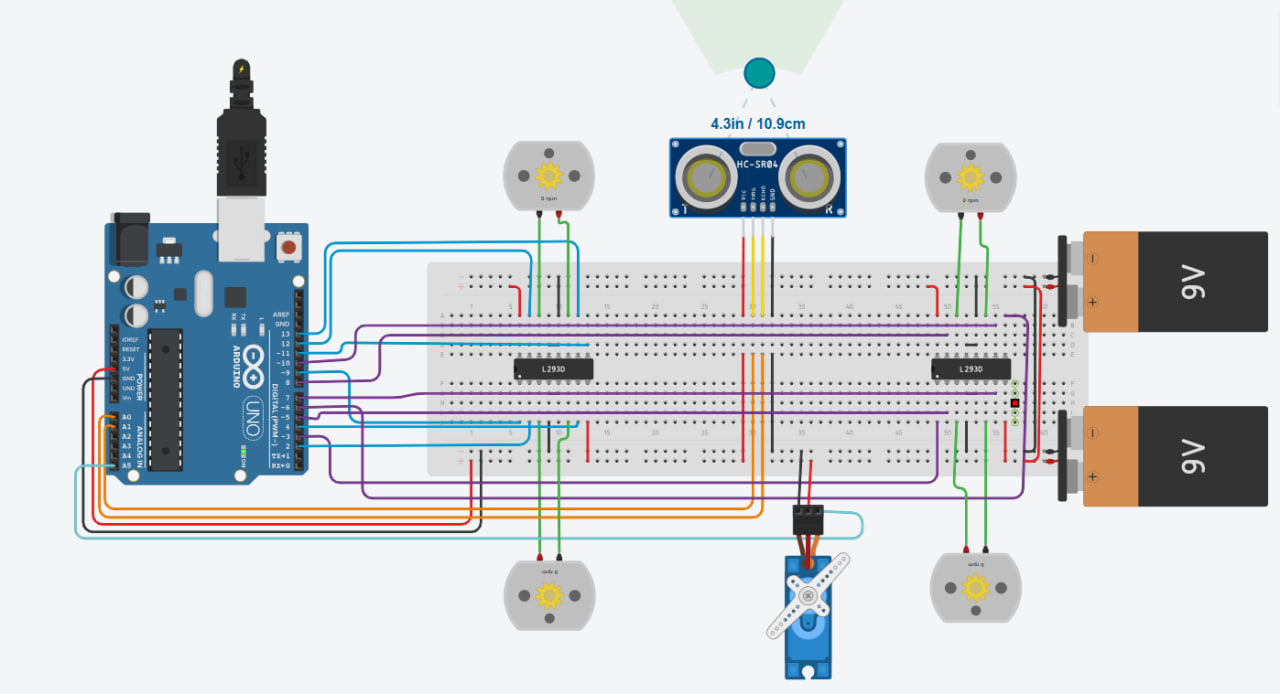 4.3in / 10.9cm
HC-SR04
T
R
VCC
TRIG
ECHO
GND
0 rpm
0 rpm
9V
AREF
GND
13
12
~11
~10
~9
8
7
~6
~5
4
~3
2
TX→1
RX←0
DIGITAL (PWM~)
IOREF
RESET
3.3V
5V
GND
GND
Vin
POWER
A0
A1
A2
A3
A4
A5
ANALOG IN
RX
TX
L
ON
ARDUINO
UNO
1 5 10 15 20 25 30 35 40 45 50 55 60
L293D
L293D
9V
0 rpm
0 rpm